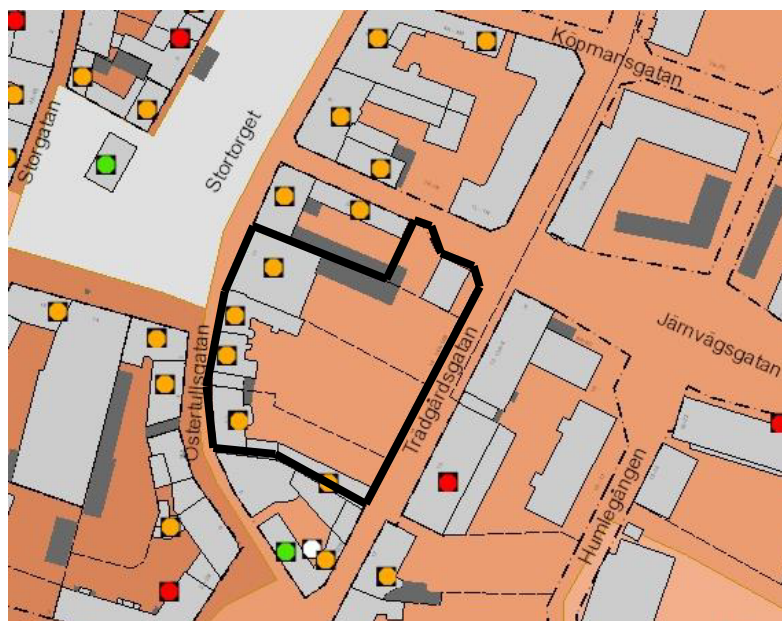 Köpmansgatan
Storgatan
Stortorget
Järnvägsgatan
Östertullsgatan
Trädgårdsgatan
Humlegången